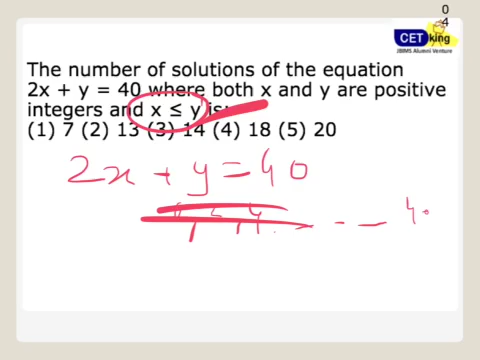 0
4
CET king
JBIMS Alumni Venture
The number of solutions of the equation
2x + y = 40 where both x and y are positive
integers and x ≤ y is:
(1) 7 (2) 13 (3) 14 (4) 18 (5) 20
2x + y = 40